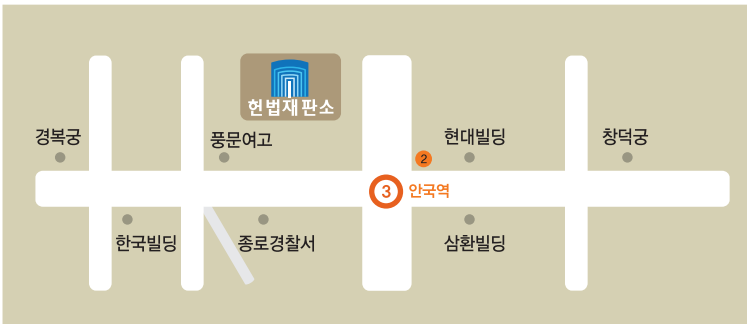 헌법재판소
경복궁
풍문여고
현대빌딩
창덕궁
2
3
안국역
한국빌딩
종로경찰서
삼환빌딩